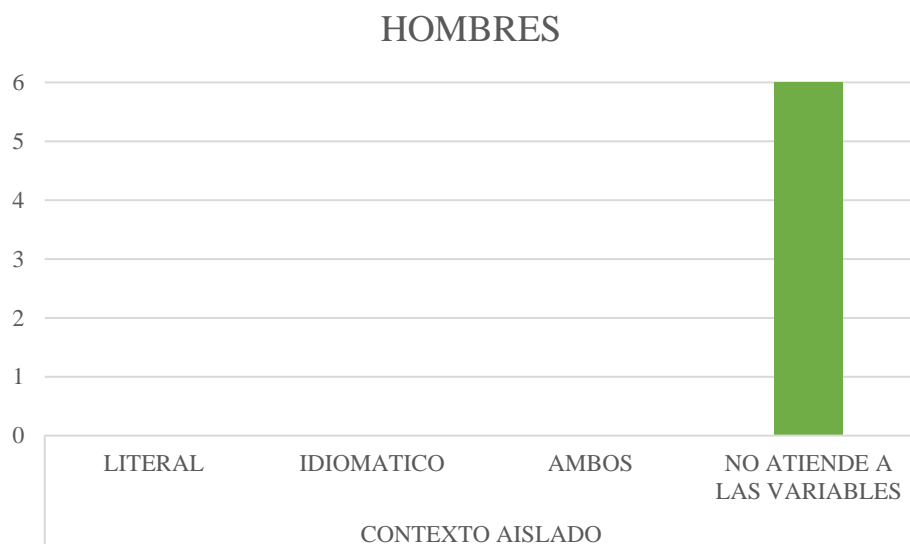 HOMBRES
6
5
4
3
2
1
0
LITERAL
IDIOMATICO
AMBOS
NO ATIENDE A
LAS VARIABLES
CONTEXTO AISLADO